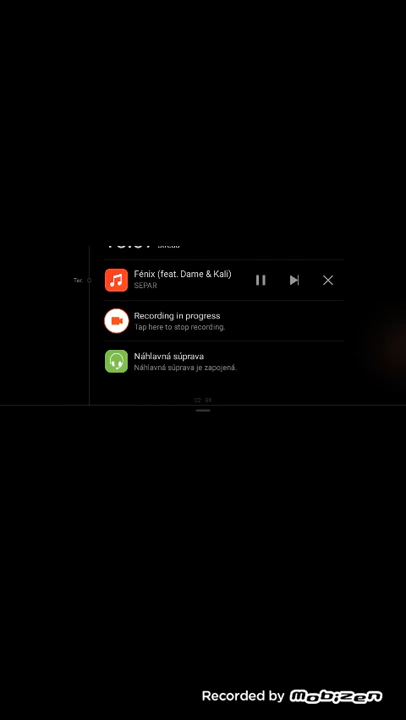 Fénix (feat. Dame & Kali)
SEPAR
Recording in progress
Tap here to stop recording.
Náhlavná súprava
Náhlavná súprava je zapojená.
Recorded by Mobizen